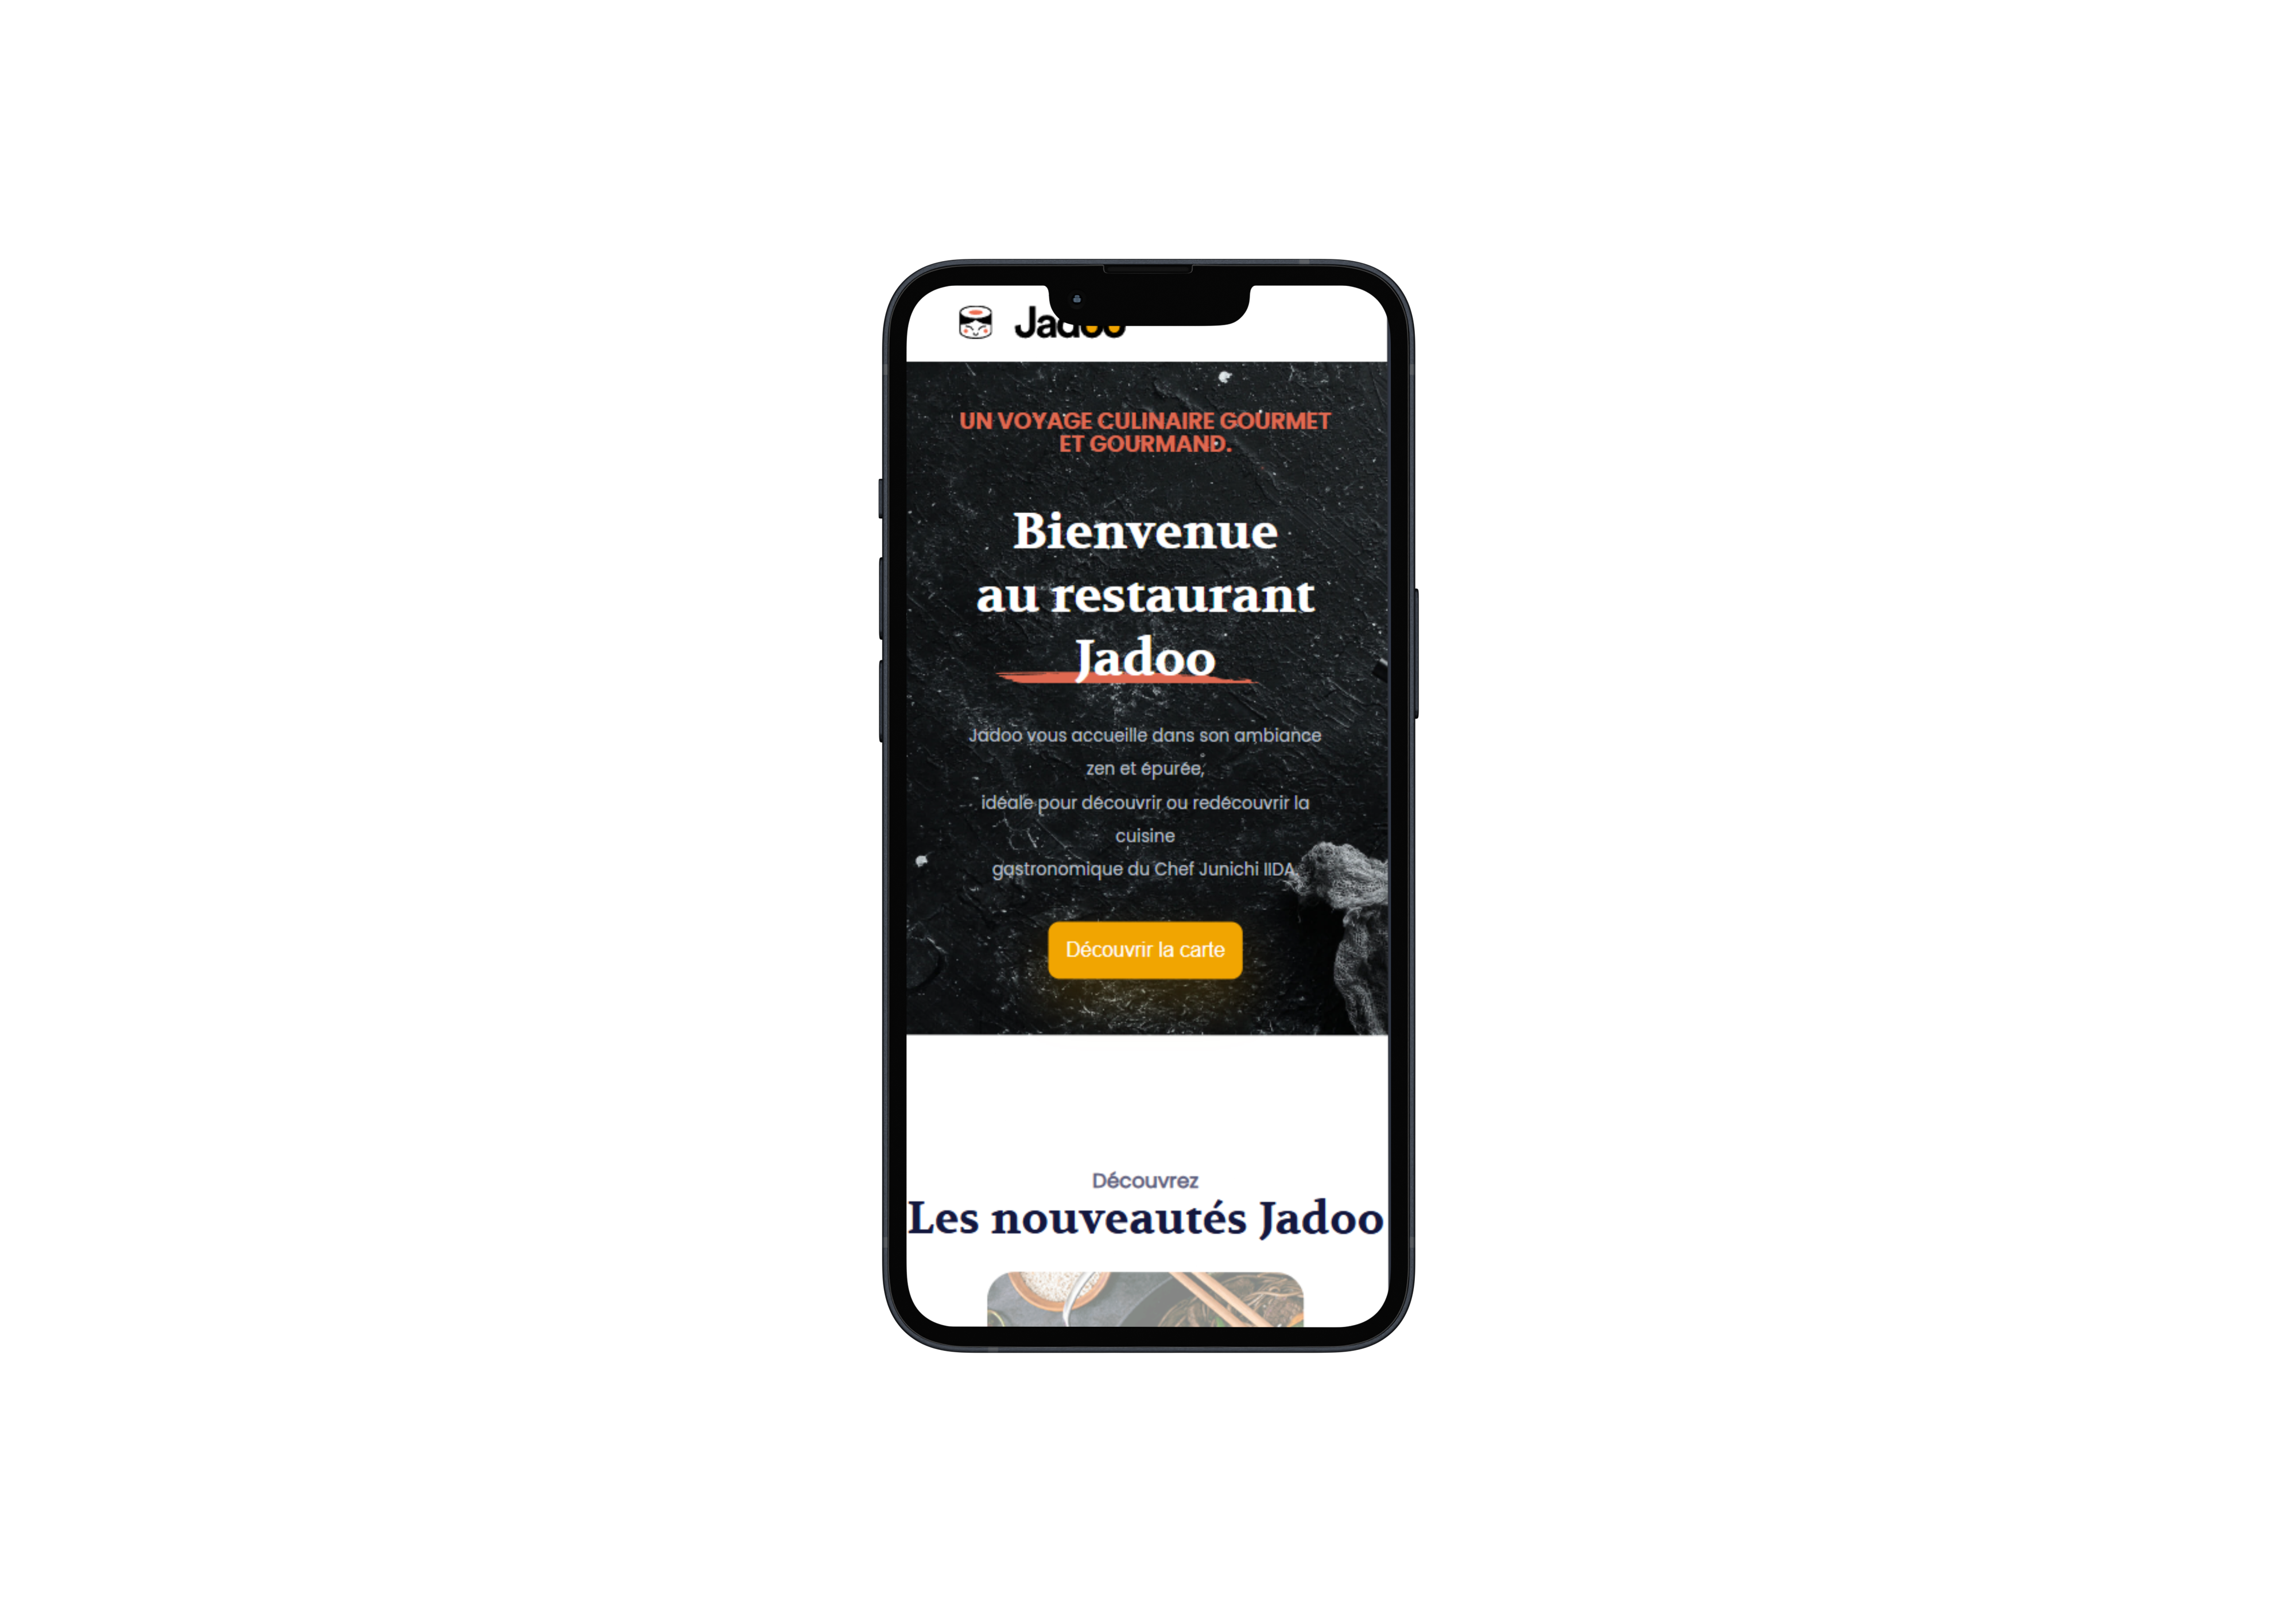 Jadoo
UN VOYAGE CULINAIRE GOURMET
ET GOURMAND.
Bienvenue
au restaurant
Jadoo
Jadoo vous accueille dans son ambiance
zen et épurée,
idéale pour découvrir ou redécouvrir la
cuisine
gastronomique du Chef Junichi IIDA.
Découvrir la carte
Découvrez
Les nouveautés Jadoo